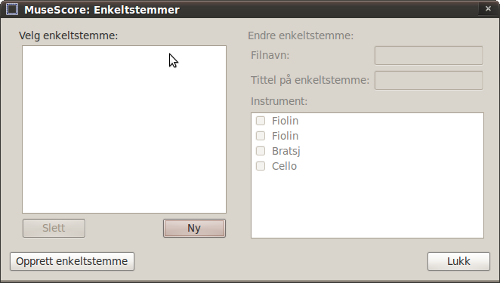 MuseScore: Enkeltstemmer
Velg enkeltstemme:
Slett
Ny
Endre enkeltstemme:
Filnavn:
Tittel på enkeltstemme:
Instrument:
Fiolin
Fiolin
Bratsj
Cello
Opprett enkeltstemme
Lukk